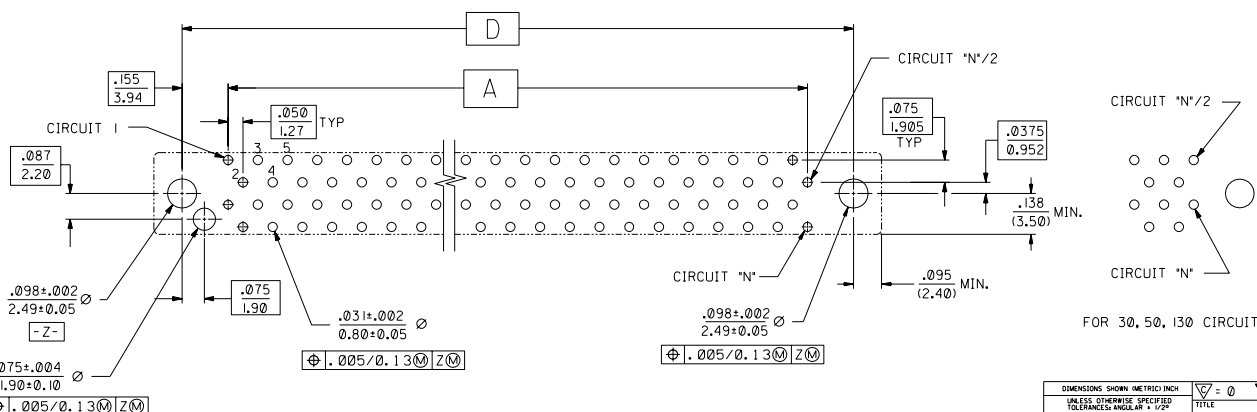 D
.155
3.94
A
CIRCUIT "N"/2
.050
1.27
TYP
.075
1.905
TYP
CIRCUIT "N"/2
CIRCUIT 1
.0375
0.952
.087
2.20
3
5
2
4
.138
(3.50)
MIN.
CIRCUIT "N"
CIRCUIT "N"
.095
(2.40)
MIN.
.075
1.90
.098±.002
2.49±0.05
Ø
-Z-
.031±.002
0.80±0.05
Ø
⌖ .005/0.13Ⓜ ZⓂ
.098±.002
2.49±0.05
Ø
⌖ .005/0.13Ⓜ ZⓂ
FOR 30,50,130 CIRCUIT
075±.004
1.90±0.10
Ø
⌖ .005/0.13Ⓜ ZⓂ
DIMENSIONS SHOWN (METRIC) INCH
UNLESS OTHERWISE SPECIFIED
TOLERANCES: ANGULAR ± 1/2°
C = 0
TITLE